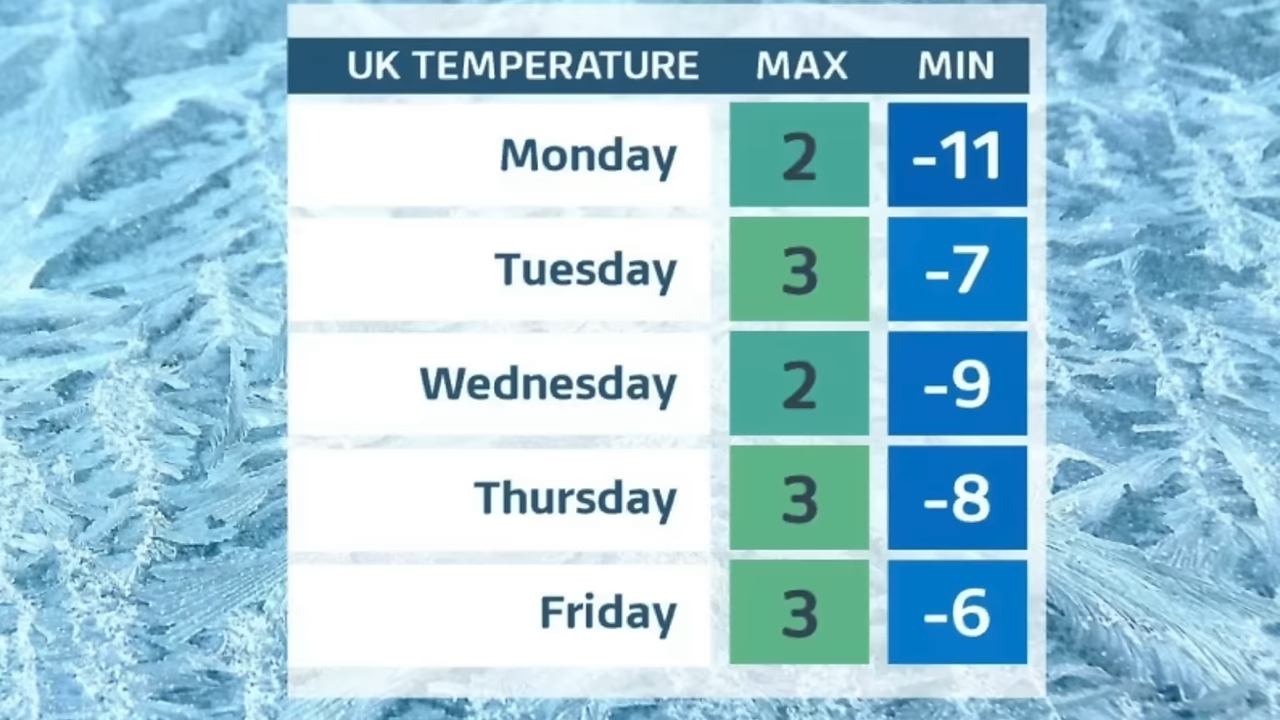 UK TEMPERATURE MAX MIN
Monday 2 -11
Tuesday 3 -7
Wednesday 2 -9
Thursday 3 -8
Friday 3 -6